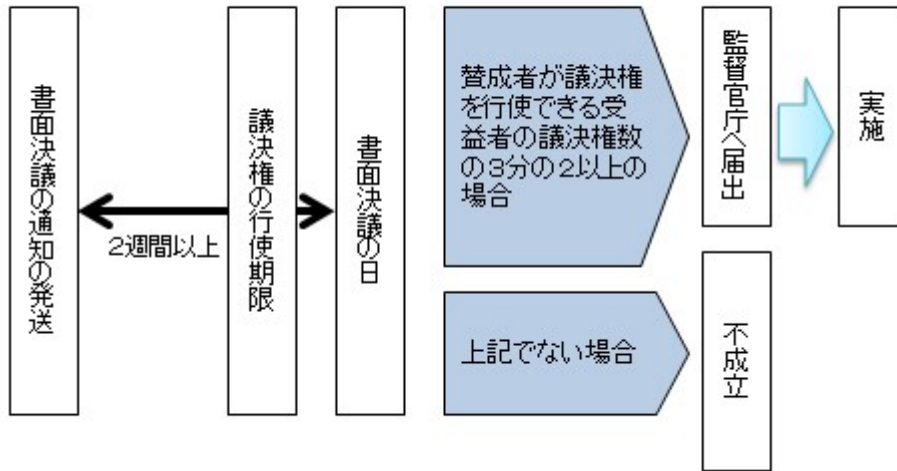 書面決議の通知の発送
2週間以上
議決権の行使期限
書面決議の日
賛成者が議決権
を行使できる受
益者の議決権数
の3分の2以上の
場合
監督官庁へ届出
実施
上記でない場合
不成立